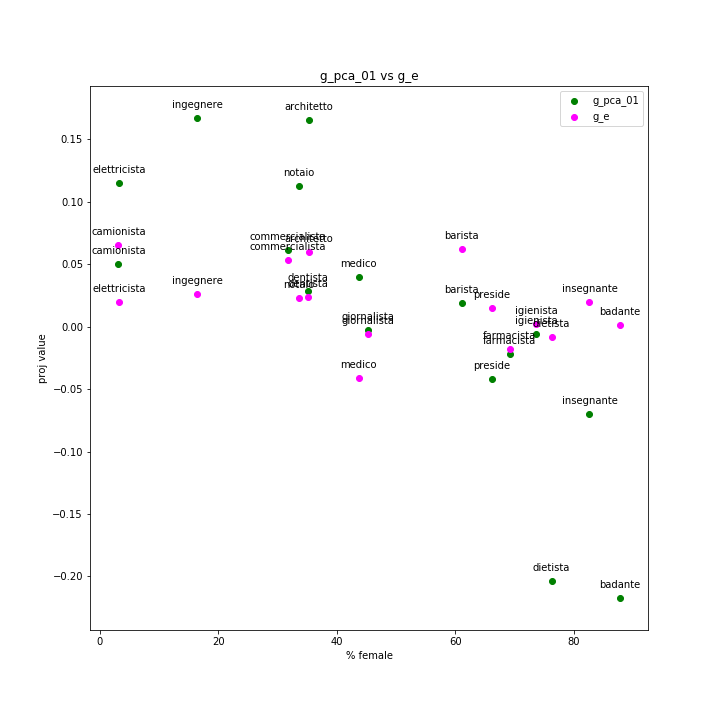 g_pca_01 vs g_e
g_pca_01
g_e
ingegnere
architetto
elettricista
notaio
camionista
commercialista
architetto
barista
camionista
commercialista
medico
elettricista
ingegnere
dentista
notaio
dentista
barista
preside
insegnante
badante
igienista
giornalista
giornalista
igienista
dietista
farmacista
farmacista
medico
preside
insegnante
dietista
badante
0.15
0.10
0.05
0.00
−0.05
−0.10
−0.15
−0.20
proj value
0
20
40
60
80
% female